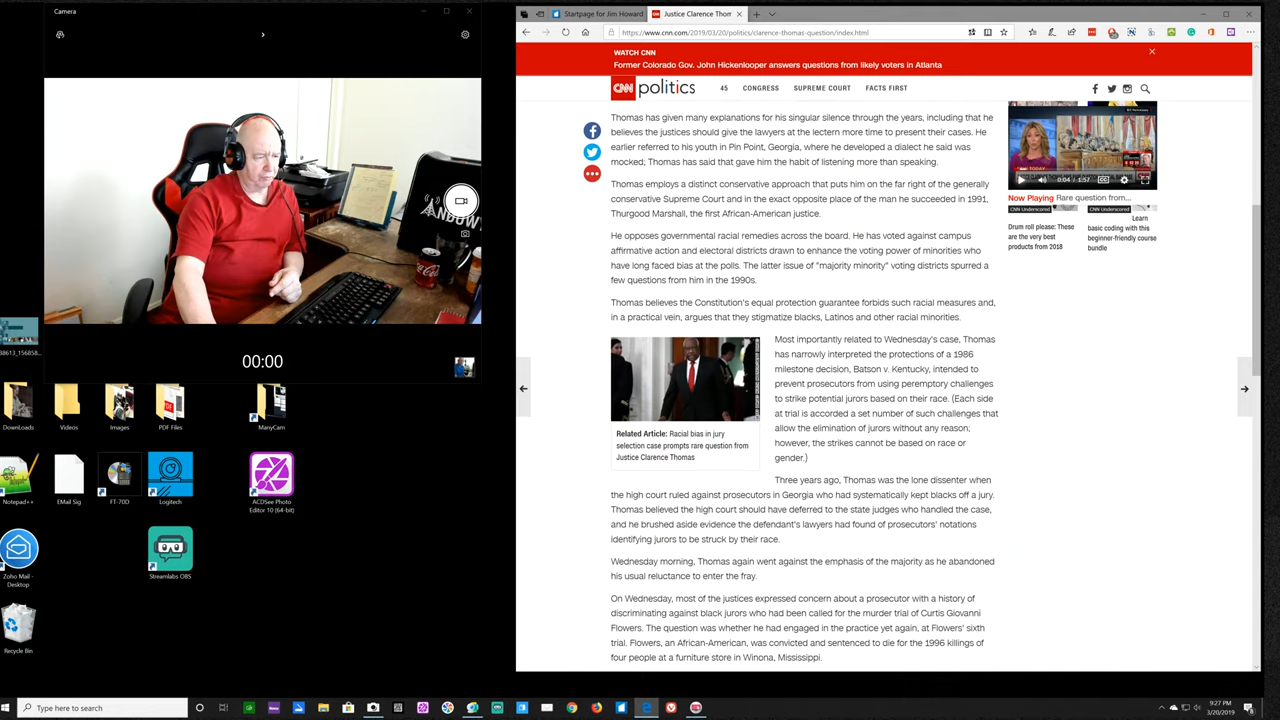 Camera
00:00
38613_156858...
DownLoads
Videos
Images
PDF Files
ManyCam
Notepad++
EMail Sig
FT-70D
Logitech
ACDSee Photo
Editor 10 (64-bit)
Zoho Mail -
Desktop
Streamlabs OBS
Recycle Bin
Startpage for Jim Howard
Justice Clarence Thom
https://www.cnn.com/2019/03/20/politics/clarence-thomas-question/index.html
WATCH CNN
Former Colorado Gov. John Hickenlooper answers questions from likely voters in Atlanta
CNN politics
45 CONGRESS SUPREME COURT FACTS FIRST
Thomas has given many explanations for his singular silence through the years, including that he
believes the justices should give the lawyers at the lectern more time to present their cases. He
earlier referred to his youth in Pin Point, Georgia, where he developed a dialect he said was
mocked; Thomas has said that gave him the habit of listening more than speaking.
Thomas employs a distinct conservative approach that puts him on the far right of the generally
conservative Supreme Court and in the exact opposite place of the man he succeeded in 1991,
Thurgood Marshall, the first African-American justice.
He opposes governmental racial remedies across the board. He has voted against campus
affirmative action and electoral districts drawn to enhance the voting power of minorities who
have long faced bias at the polls. The latter issue of "majority minority" voting districts spurred a
few questions from him in the 1990s.
Thomas believes the Constitution's equal protection guarantee forbids such racial measures and,
in a practical vein, argues that they stigmatize blacks, Latinos and other racial minorities.
Most importantly related to Wednesday's case, Thomas
has narrowly interpreted the protections of a 1986
milestone decision, Batson v. Kentucky, intended to
prevent prosecutors from using peremptory challenges
to strike potential jurors based on their race. (Each side
at trial is accorded a set number of such challenges that
allow the elimination of jurors without any reason;
however, the strikes cannot be based on race or
gender.)
Related Article: Racial bias in jury
selection case prompts rare question from
Justice Clarence Thomas
Three years ago, Thomas was the lone dissenter when
the high court ruled against prosecutors in Georgia who had systematically kept blacks off a jury.
Thomas believed the high court should have deferred to the state judges who handled the case,
and he brushed aside evidence the defendant's lawyers had found of prosecutors' notations
identifying jurors to be struck by their race.
Wednesday morning, Thomas again went against the emphasis of the majority as he abandoned
his usual reluctance to enter the fray.
On Wednesday, most of the justices expressed concern about a prosecutor with a history of
discriminating against black jurors who had been called for the murder trial of Curtis Giovanni
Flowers. The question was whether he had engaged in the practice yet again, at Flowers' sixth
trial. Flowers, an African-American, was convicted and sentenced to die for the 1996 killings of
four people at a furniture store in Winona, Mississippi.
0:04 / 1:57
Now Playing Rare question from...
CNN Underscored
CNN Underscored
Drum roll please: These
are the very best
products from 2018
Learn
basic coding with this
beginner-friendly course
bundle
Type here to search
9:27 PM
3/20/2019